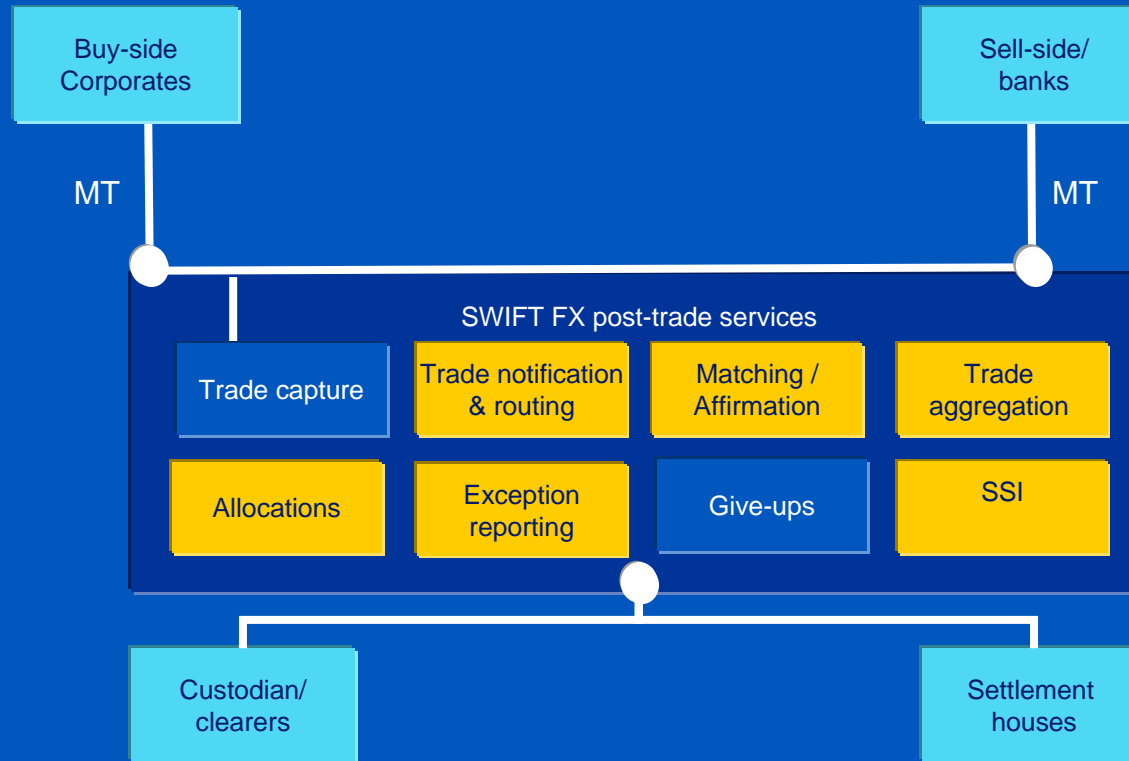 Buy-side
Corporates
Sell-side/
banks
MT
MT
SWIFT FX post-trade services
Trade capture
Trade notification
& routing
Matching /
Affirmation
Trade
aggregation
Allocations
Exception
reporting
Give-ups
SSI
Custodian/
clearers
Settlement
houses